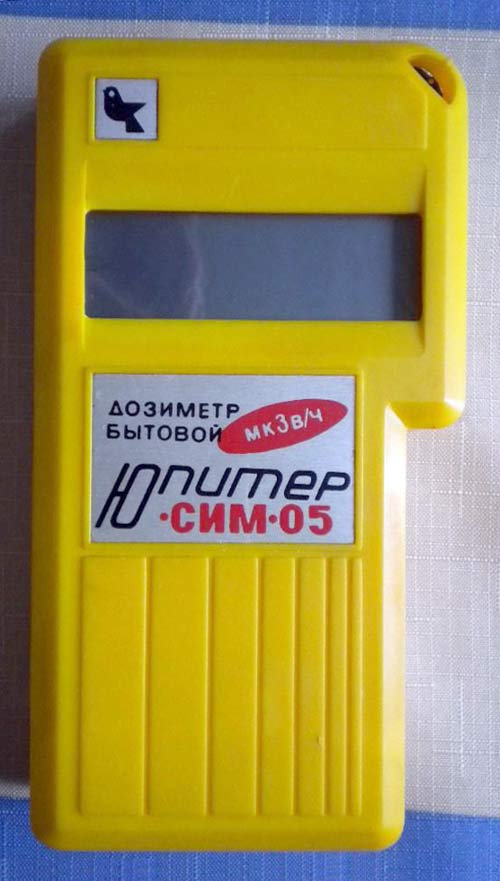 ДОЗИМЕТР
БЫТОВОЙ
мкЗв/ч
Юпитер
·СИМ·05